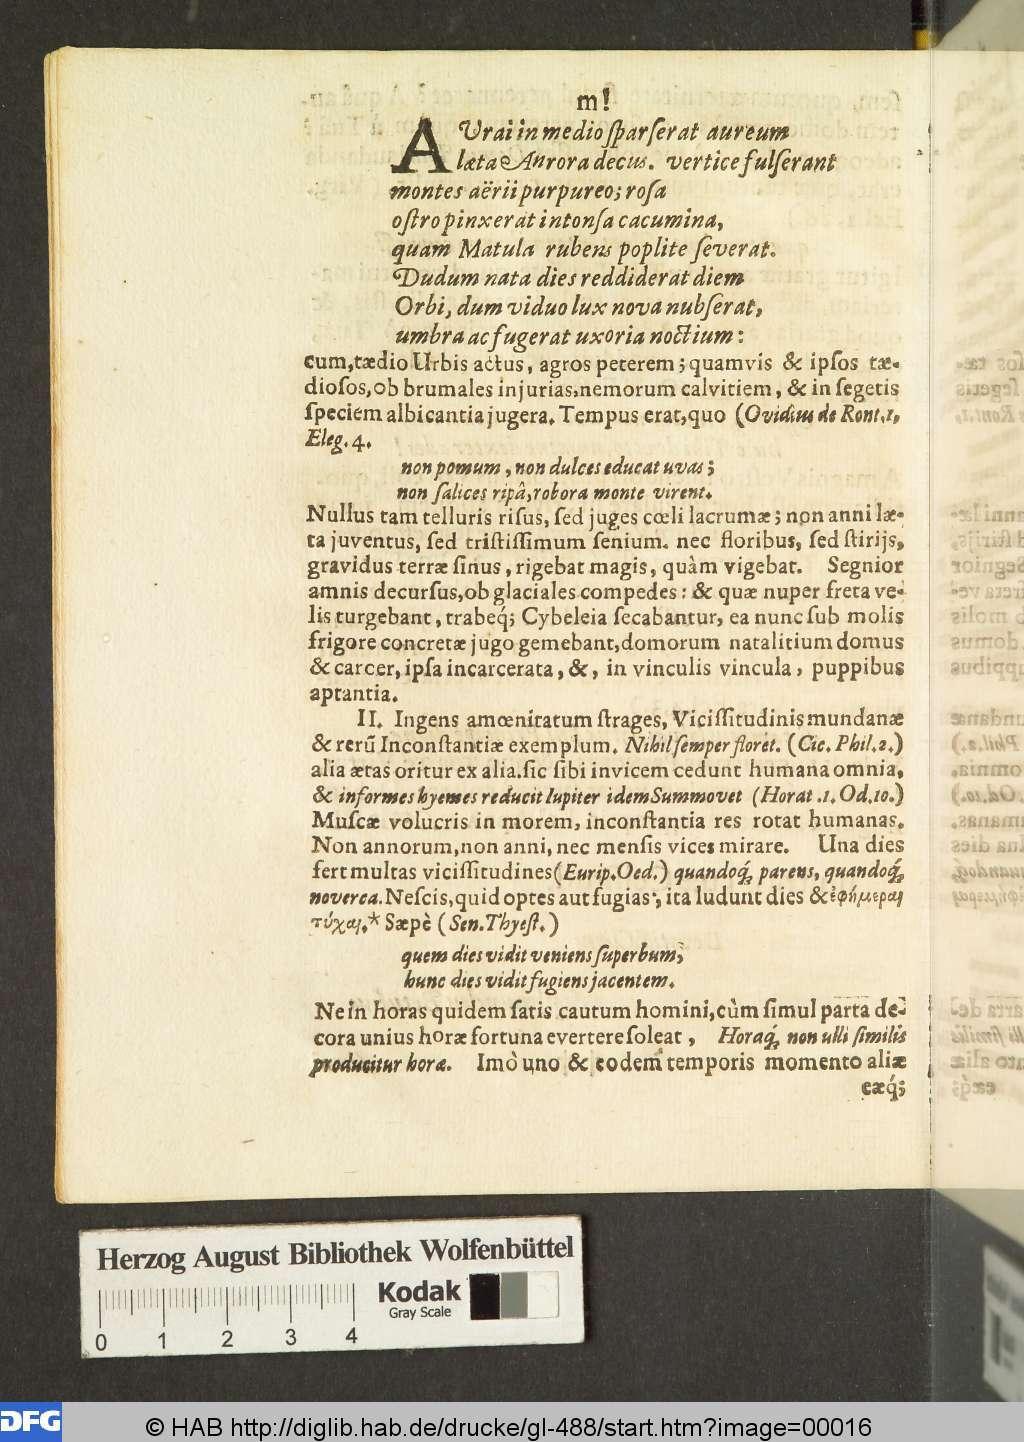 m!
AUrai in medio sparserat aureum
læta Anrora decus. vertice fulserant
montes aërii purpureo; rosa
ostro pinxerat intonsa cacumina,
quam Matula rubens poplite severat.
Dudum nata dies reddiderat diem
Orbi, dum viduo lux nova nubserat,
umbra ac fugerat uxoria noctium:
cum, tædio Urbis actus, agros peterem; quamvis & ipsos tæ-
diosos, ob brumales injurias, nemorum calvitiem, & in segetis
speciem albicantia jugera. Tempus erat, quo (Ovidius de Pont. 1,
Eleg. 4.
non pomum, non dulces educat uvas;
non salices ripâ, robora monte virent.
Nullus tam telluris risus, sed juges cœli lacrumæ; non anni læ-
ta juventus, sed tristissimum senium. nec floribus, sed stirijs,
gravidus terræ sinus, rigebat magis, quàm vigebat. Segnior
amnis decursus, ob glaciales compedes: & quæ nuper freta ve-
lis turgebant, trabeq́; Cybeleia secabantur, ea nunc sub molis
frigore concretæ jugo gemebant, domorum natalitium domus
& carcer, ipsa incarcerata, &, in vinculis vincula, puppibus
aptantia.
II. Ingens amœnitatum strages, Vicissitudinis mundanæ
& rerũ Inconstantiæ exemplum. Nihil semper floret. (Cic. Phil. 2.)
alia ætas oritur ex alia. sic sibi invicem cedunt humana omnia,
& informes hyemes reducit Iupiter idem Summovet (Horat. 1. Od. 10.)
Muscæ volucris in morem, inconstantia res rotat humanas.
Non annorum, non anni, nec mensis vices mirare. Una dies
fert multas vicissitudines (Eurip. Oed.) quandoq́; parens, quandoq́;
noverca. Nescis, quid optes aut fugias; ita ludunt dies & ἐφήμεραι
τύχαι.* Sæpè (Sen. Thyest.)
quem dies vidit veniens superbum;
hunc dies vidit fugiens jacentem.
Ne in horas quidem satis cautum homini, cùm simul parta de-
cora unius horæ fortuna evertere soleat, Horaq́; non ulli similis
producitur horæ. Imò uno & eodem temporis momento aliæ
eæq́;
Herzog August Bibliothek Wolfenbüttel
Kodak
Gray Scale
0 1 2 3 4
DFG © HAB http://diglib.hab.de/drucke/gl-488/start.htm?image=00016